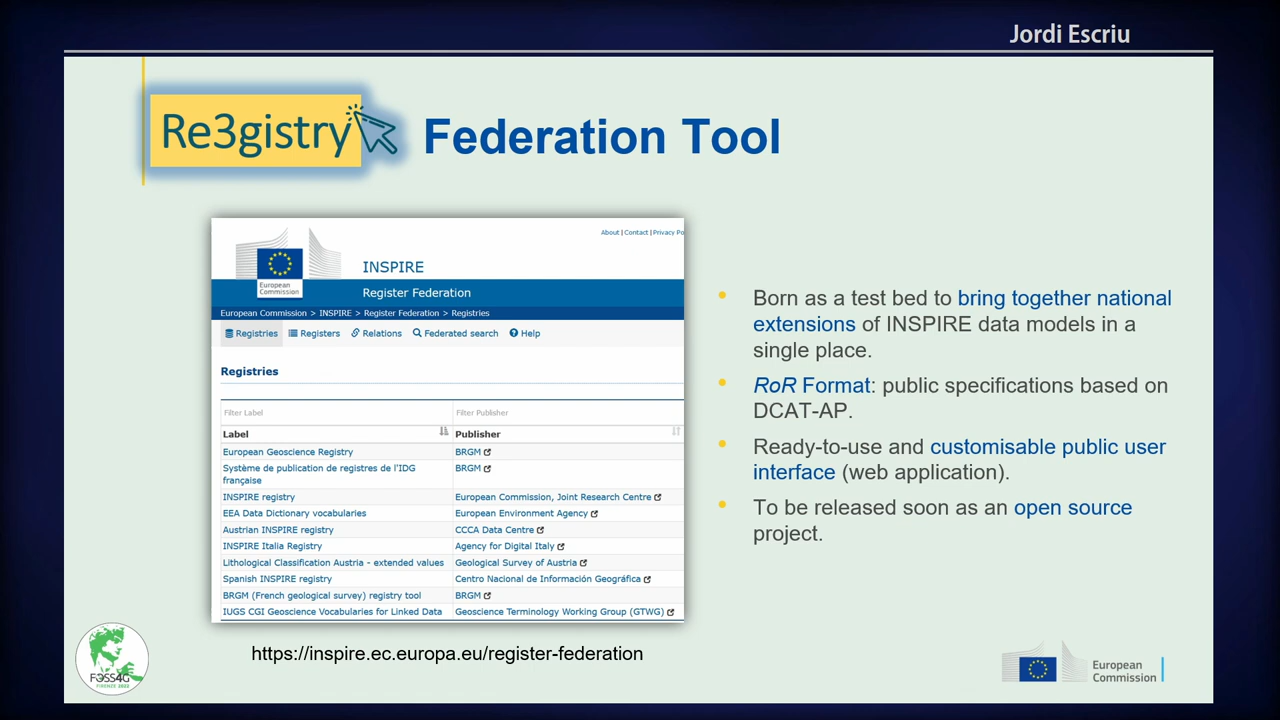 Jordi Escriu
Re3gistry
Federation Tool
About | Contact | Privacy Po
INSPIRE
European
Commission
Register Federation
European Commission > INSPIRE > Register Federation > Registries
Registries
Registers
Relations
Federated search
Help
Registries
Filter Label
Filter Publisher
Label
Publisher
European Geoscience Registry
BRGM
Système de publication de registres de l'IDG
française
BRGM
INSPIRE registry
European Commission, Joint Research Centre
EEA Data Dictionary vocabularies
European Environment Agency
Austrian INSPIRE registry
CCCA Data Centre
INSPIRE Italia Registry
Agency for Digital Italy
Lithological Classification Austria - extended values
Geological Survey of Austria
Spanish INSPIRE registry
Centro Nacional de Información Geográfica
BRGM (French geological survey) registry tool
BRGM
IUGS CGI Geoscience Vocabularies for Linked Data
Geoscience Terminology Working Group (GTWG)
https://inspire.ec.europa.eu/register-federation
Born as a test bed to bring together national
extensions of INSPIRE data models in a
single place.
RoR Format: public specifications based on
DCAT-AP.
Ready-to-use and customisable public user
interface (web application).
To be released soon as an open source
project.
FOSS4G
FIRENZE 2022
European
Commission